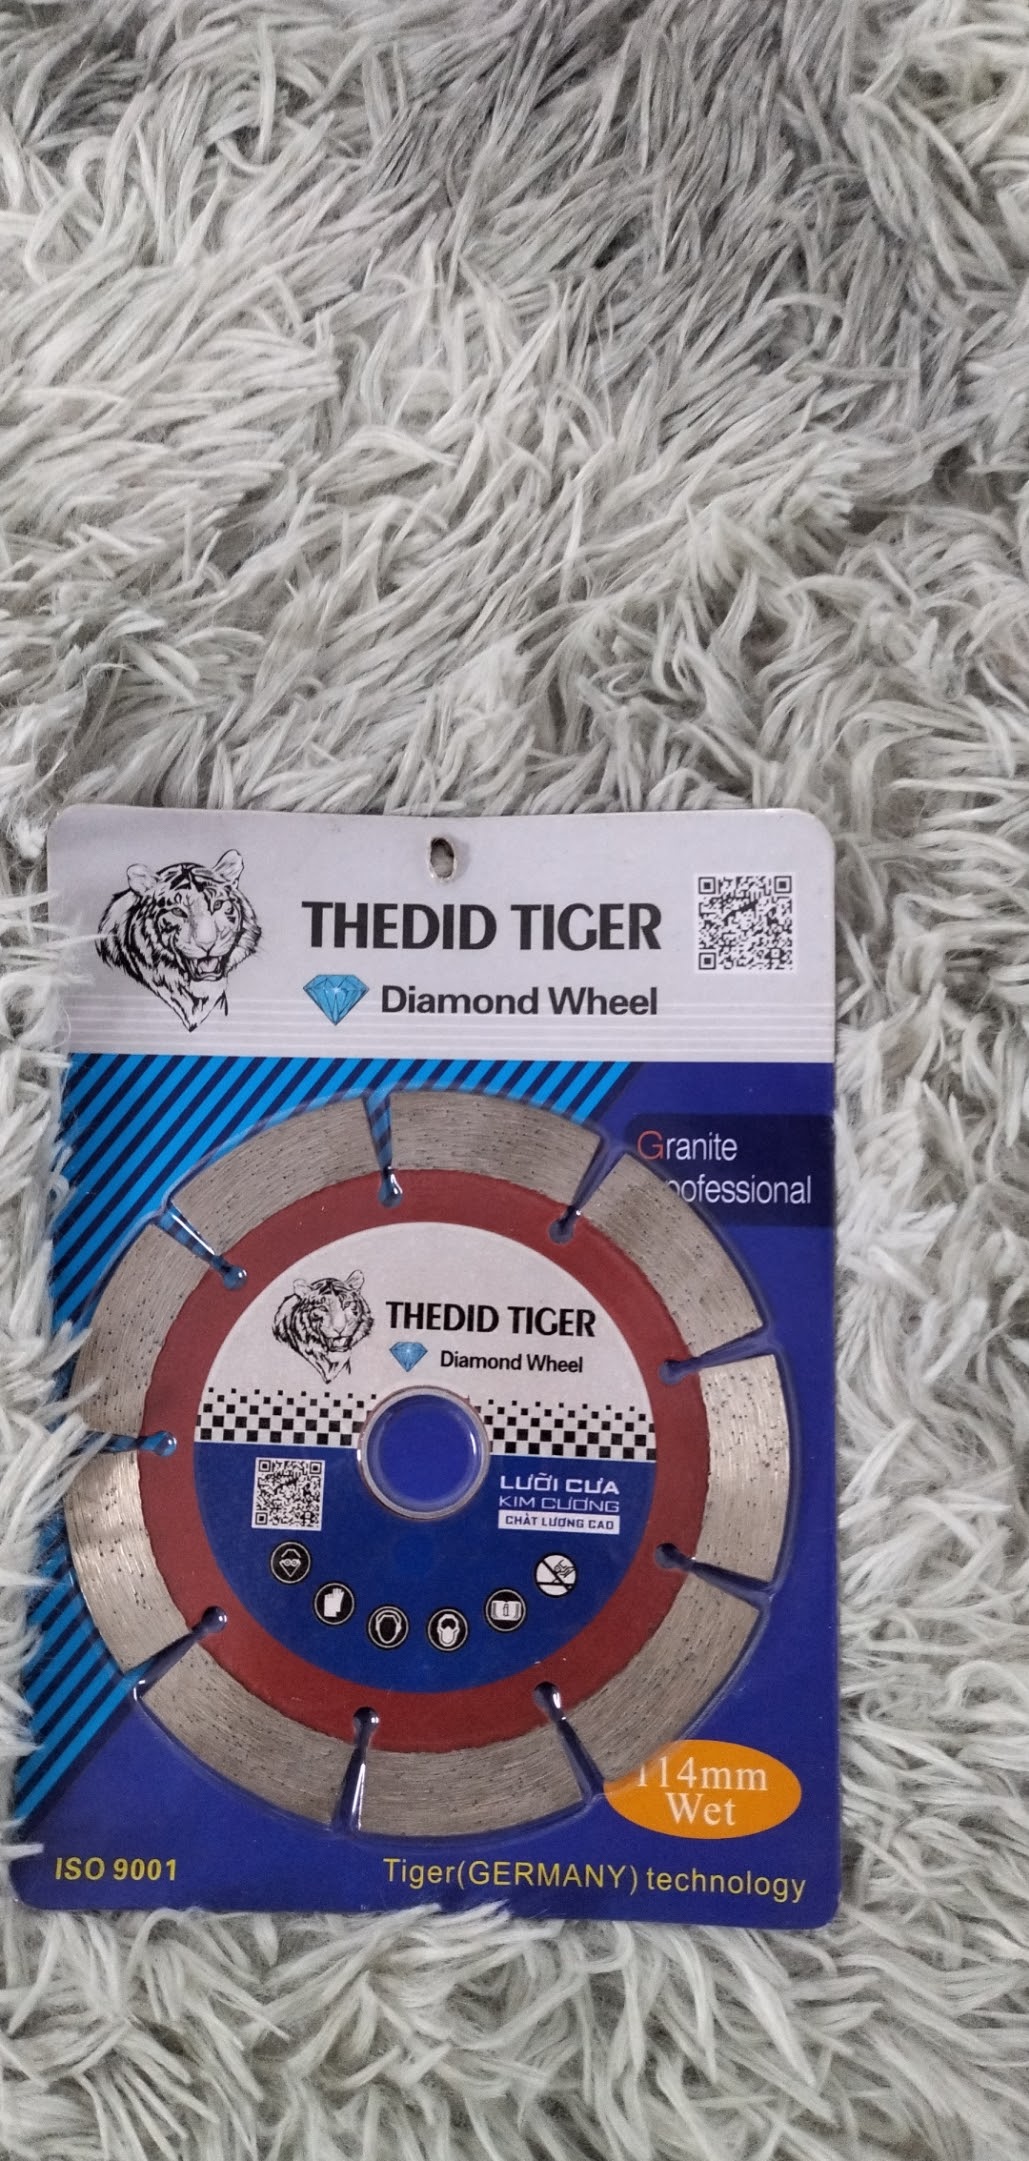 THEDID TIGER
Diamond Wheel
Granite
oofessional
THEDID TIGER
Diamond Wheel
LƯỠI CƯA
KIM CƯƠNG
CHẤT LƯỢNG CAO
114mm
Wet
ISO 9001
Tiger(GERMANY) technology